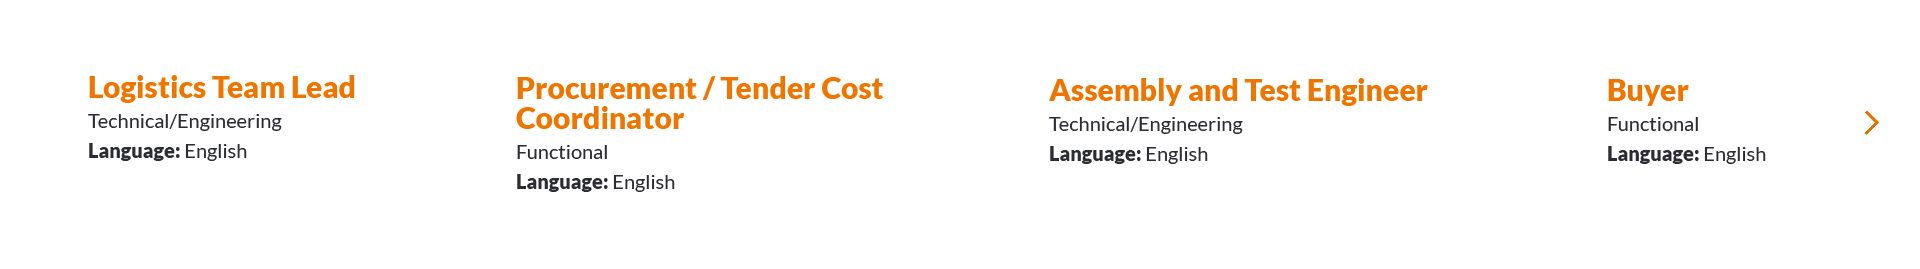 Logistics Team Lead
Technical/Engineering
Language: English
Procurement / Tender Cost
Coordinator
Functional
Language: English
Assembly and Test Engineer
Technical/Engineering
Language: English
Buyer
Functional
Language: English